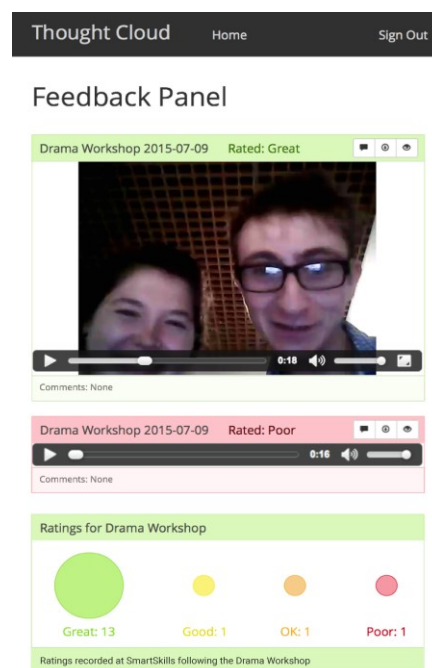 Thought Cloud Home Sign Out
Feedback Panel
Drama Workshop 2015-07-09 Rated: Great
0:18
Comments: None
Drama Workshop 2015-07-09 Rated: Poor
0:16
Comments: None
Ratings for Drama Workshop
Great: 13 Good: 1 OK: 1 Poor: 1
Ratings recorded at SmartSkills following the Drama Workshop